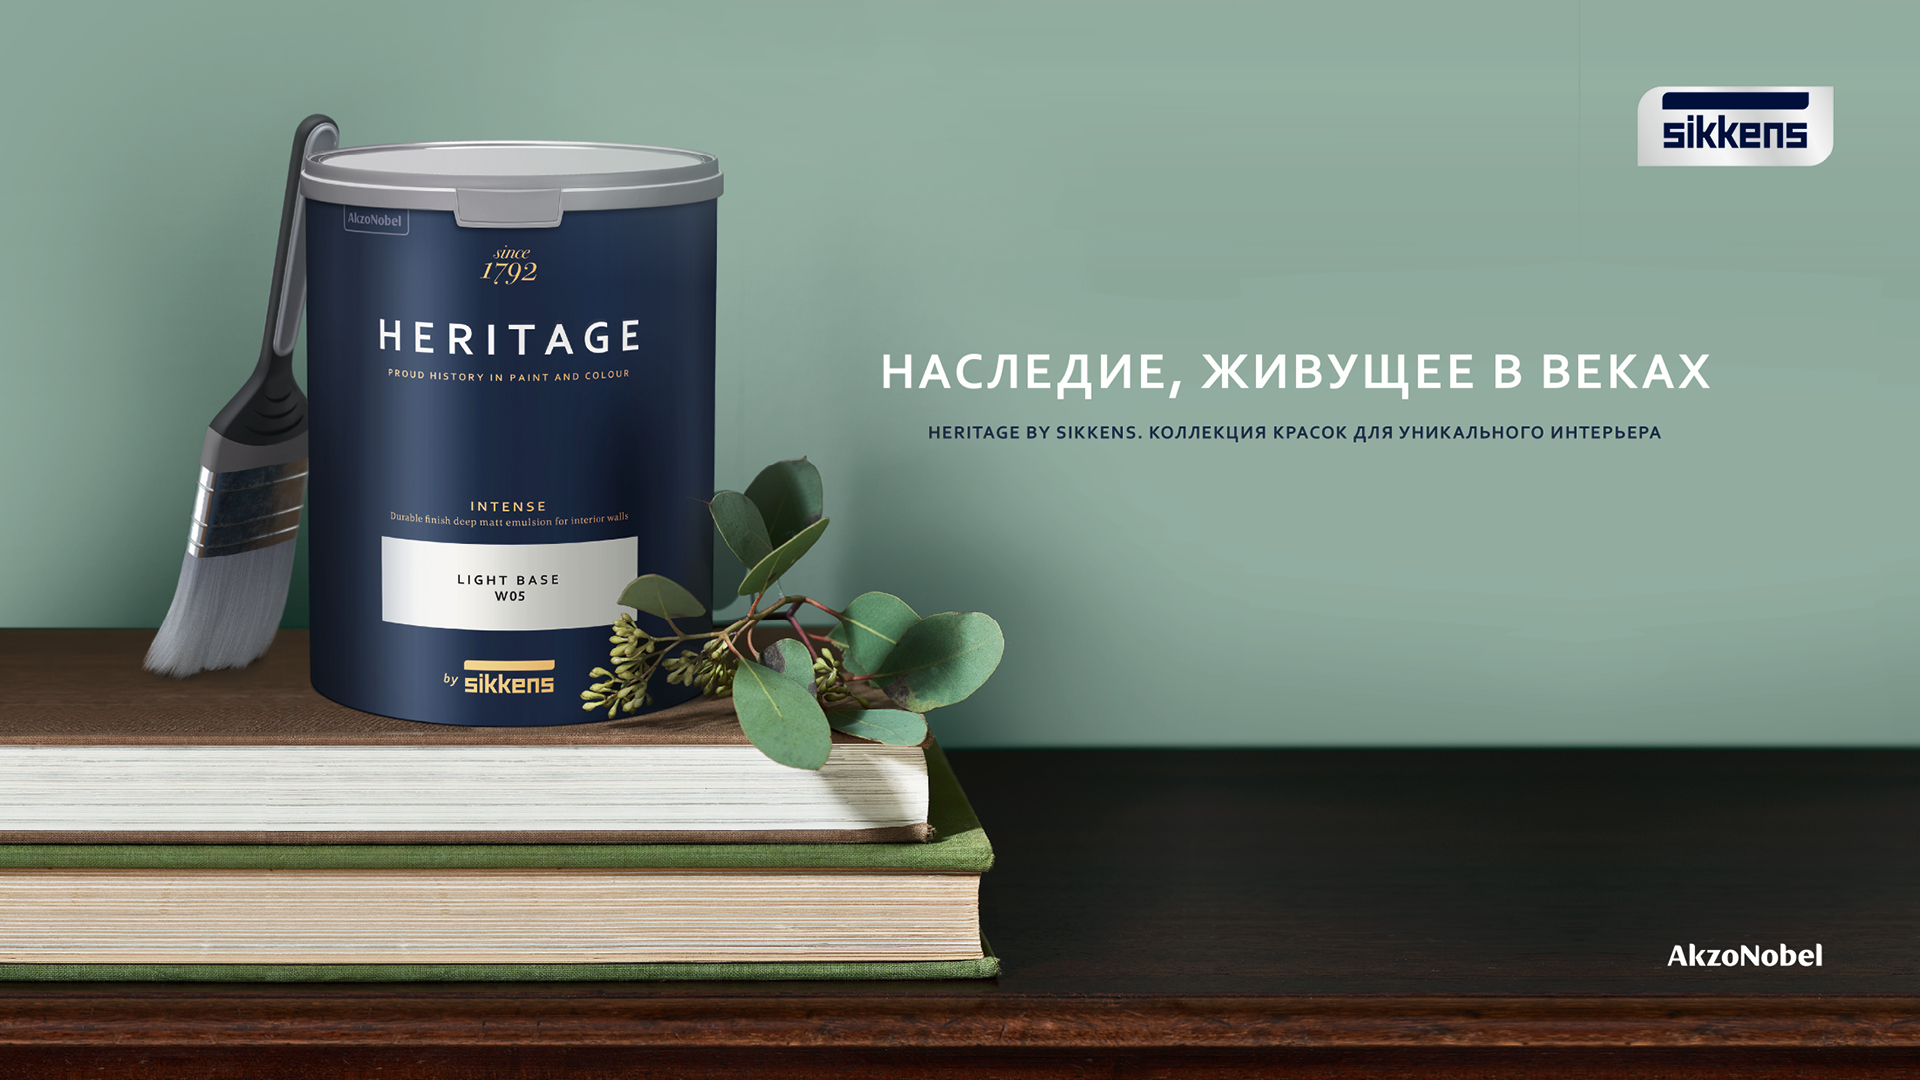 sikkens
AkzoNobel
since
1792
HERITAGE
PROUD HISTORY IN PAINT AND COLOUR
INTENSE
Durable finish deep matt emulsion for interior walls
LIGHT BASE
W05
by sikkens
НАСЛЕДИЕ, ЖИВУЩЕЕ В ВЕКАХ
HERITAGE BY SIKKENS. КОЛЛЕКЦИЯ КРАСОК ДЛЯ УНИКАЛЬНОГО ИНТЕРЬЕРА
AkzoNobel